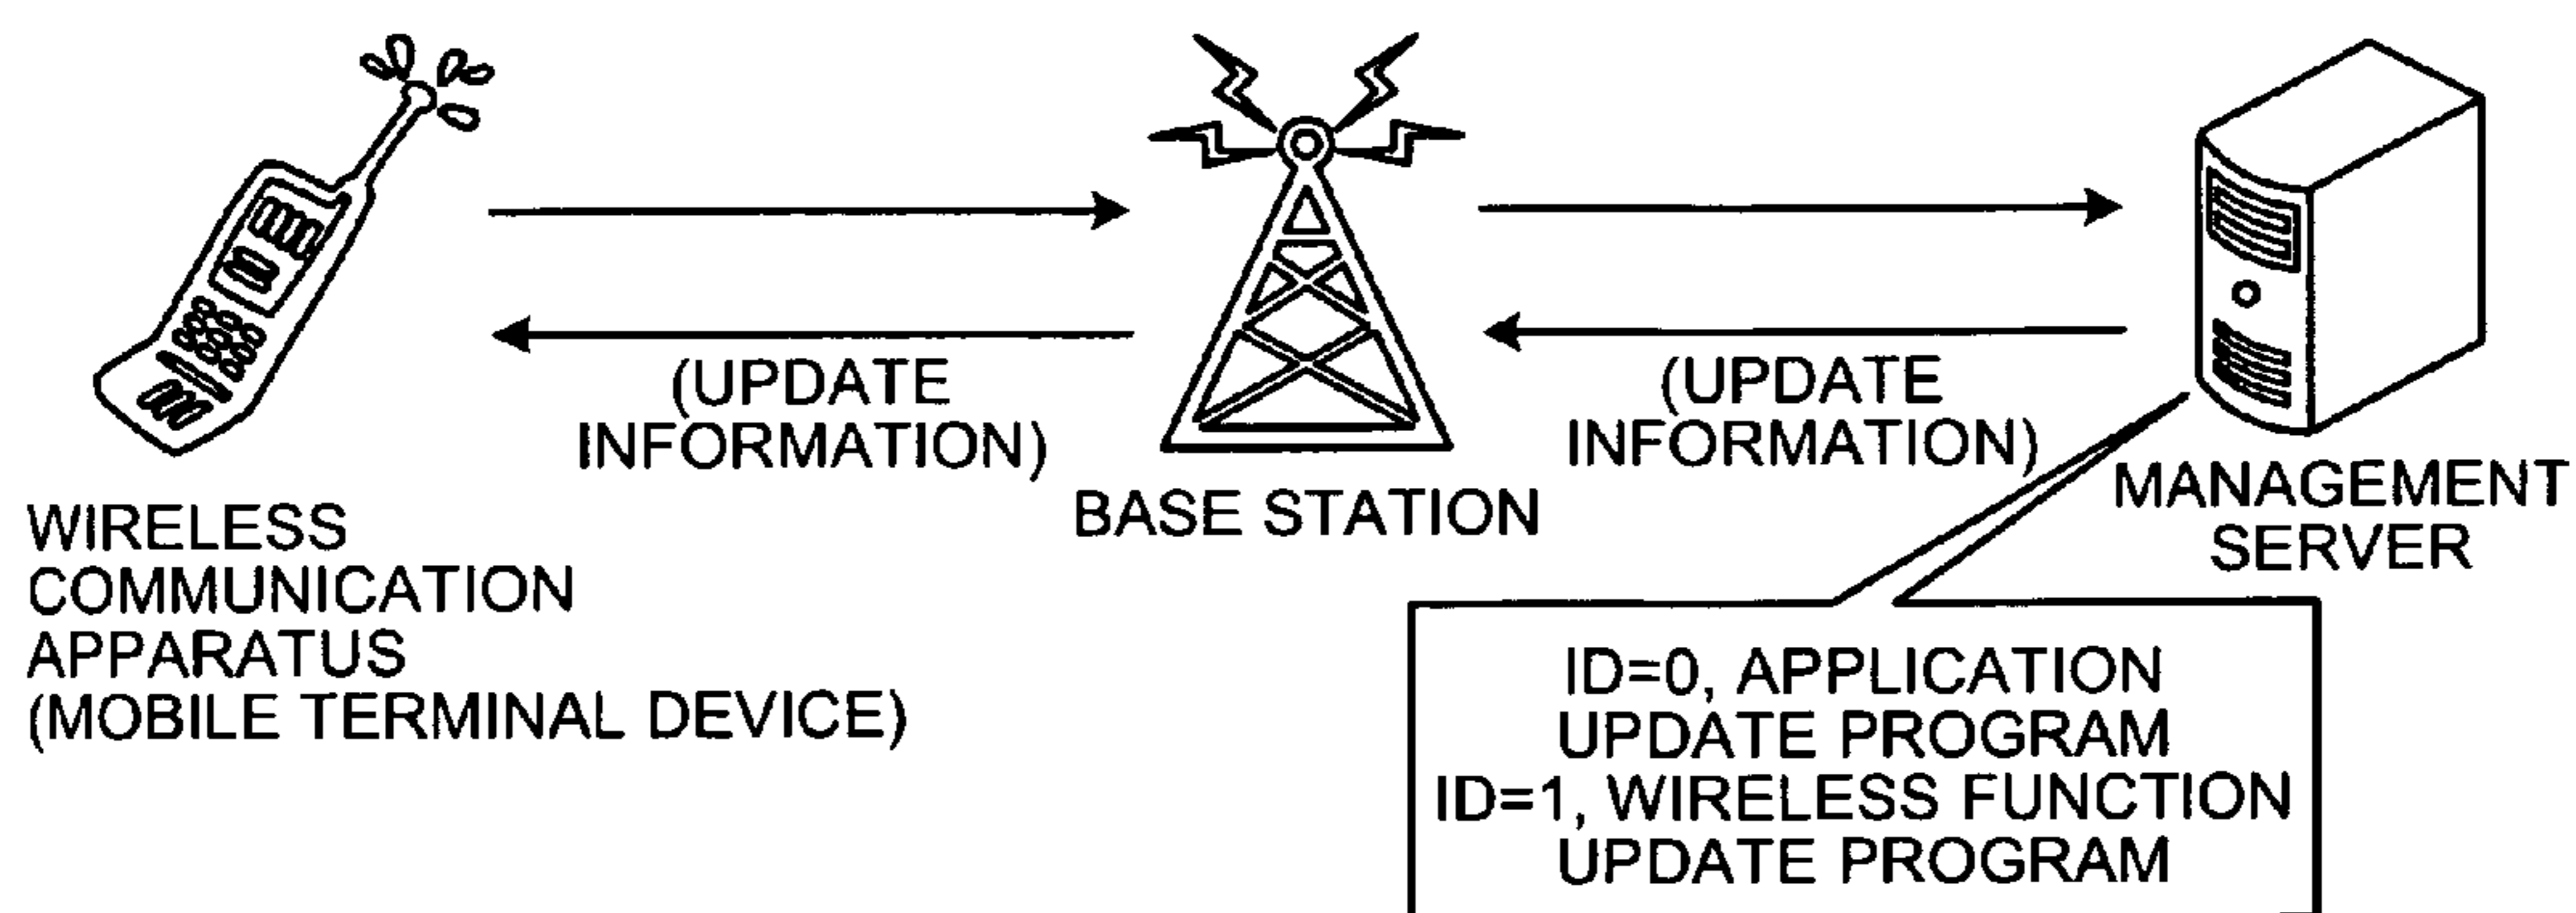 (UPDATE
INFORMATION)
(UPDATE
INFORMATION)
WIRELESS
COMMUNICATION
APPARATUS
(MOBILE TERMINAL DEVICE)
BASE STATION
MANAGEMENT
SERVER
ID=0, APPLICATION
UPDATE PROGRAM
ID=1, WIRELESS FUNCTION
UPDATE PROGRAM